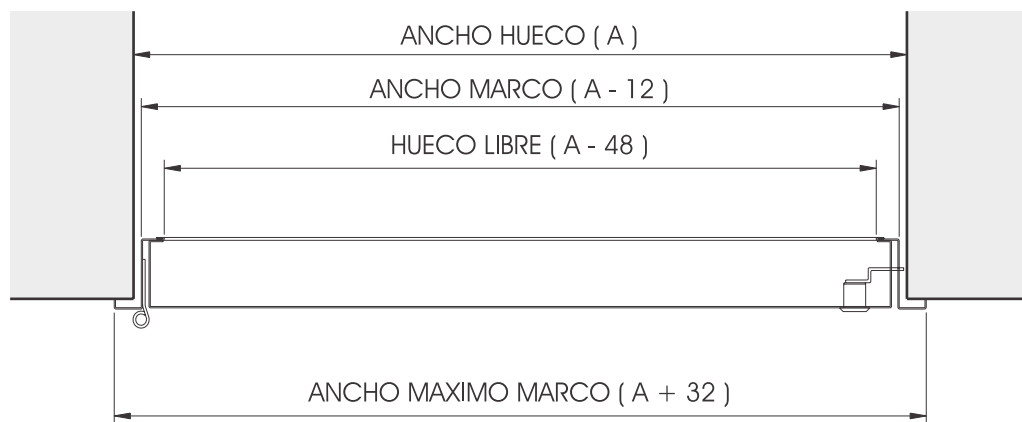 ANCHO HUECO ( A )
ANCHO MARCO ( A - 12 )
HUECO LIBRE ( A - 48 )
ANCHO MAXIMO MARCO ( A + 32 )